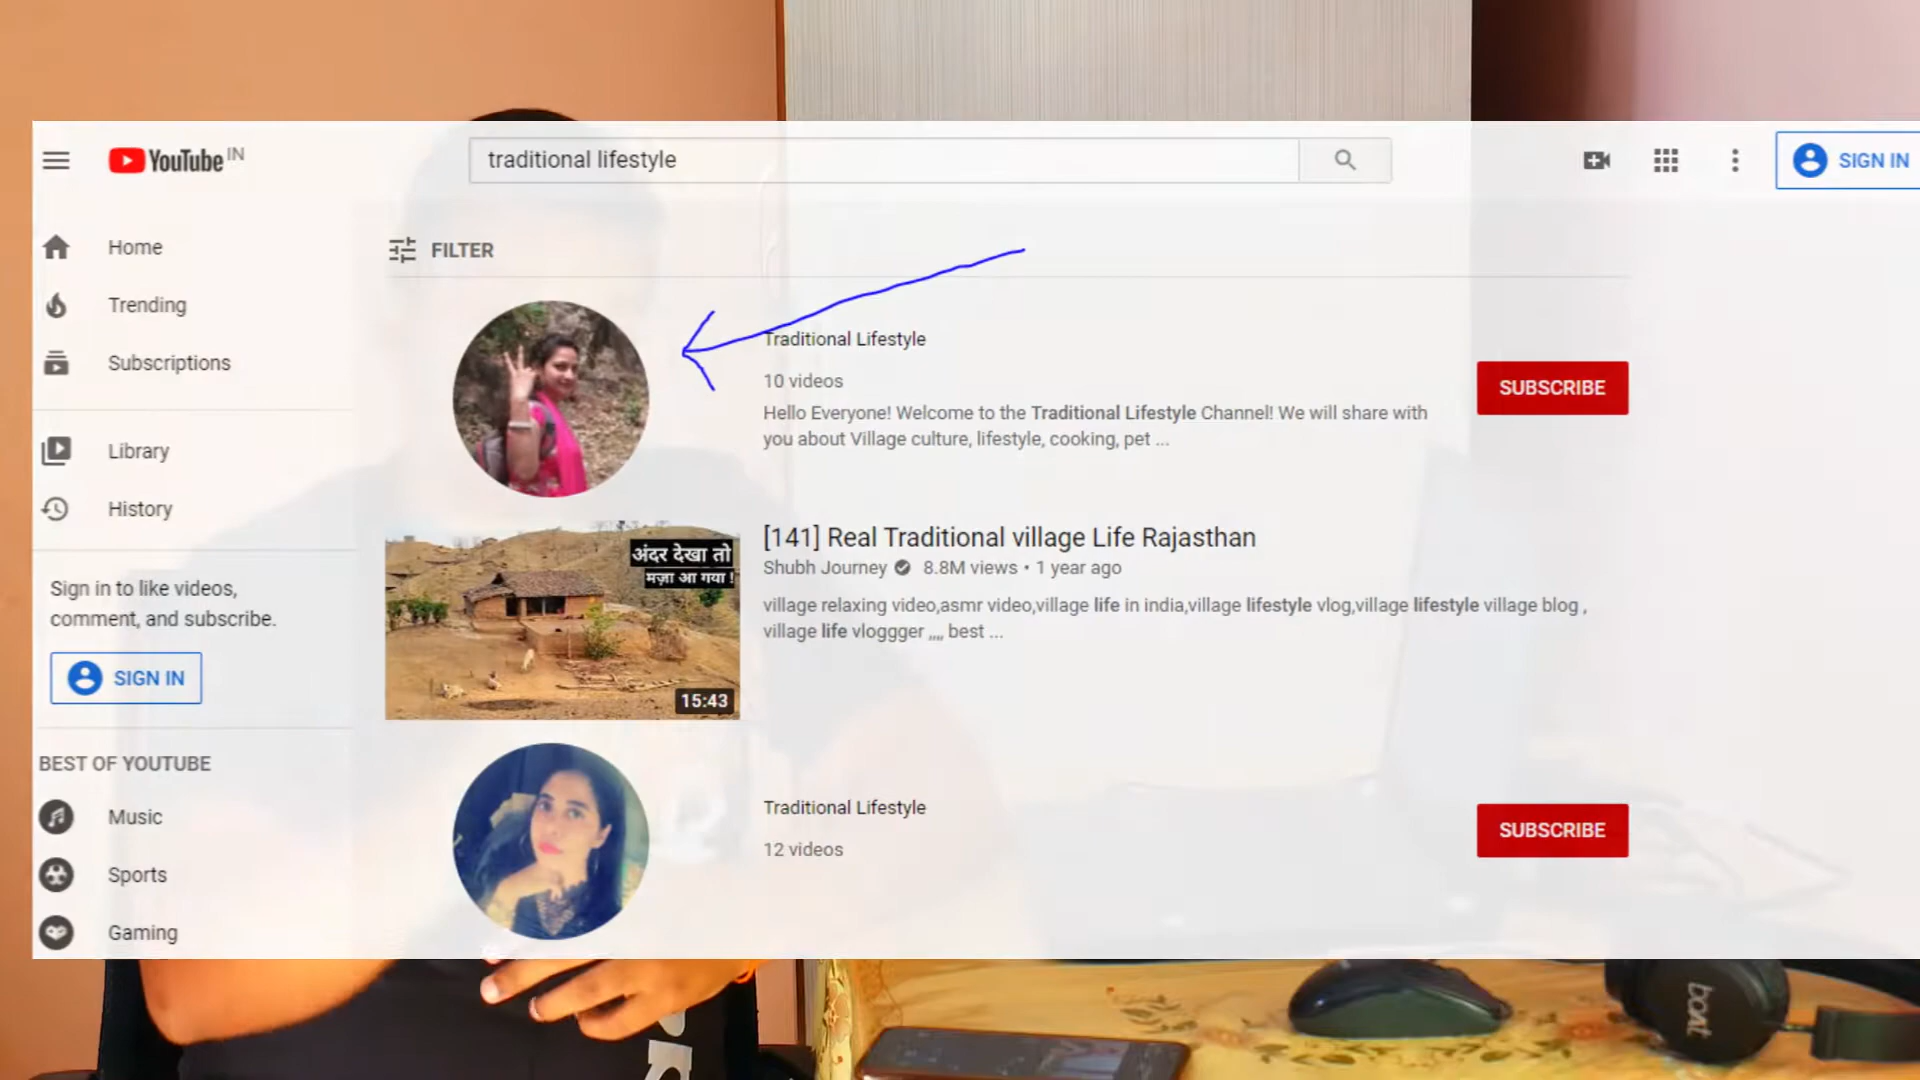 YouTube IN
traditional lifestyle
SIGN IN
Home
Trending
Subscriptions
Library
History
Sign in to like videos,
comment, and subscribe.
SIGN IN
BEST OF YOUTUBE
Music
Sports
Gaming
FILTER
Traditional Lifestyle
10 videos
Hello Everyone! Welcome to the Traditional Lifestyle Channel! We will share with
you about Village culture, lifestyle, cooking, pet ...
SUBSCRIBE
अंदर देखा तो
मज़ा आ गया !
15:43
[141] Real Traditional village Life Rajasthan
Shubh Journey 8.8M views • 1 year ago
village relaxing video,asmr video,village life in india,village lifestyle vlog,village lifestyle village blog ,
village life vloggger ,,,, best ...
Traditional Lifestyle
12 videos
SUBSCRIBE
boat